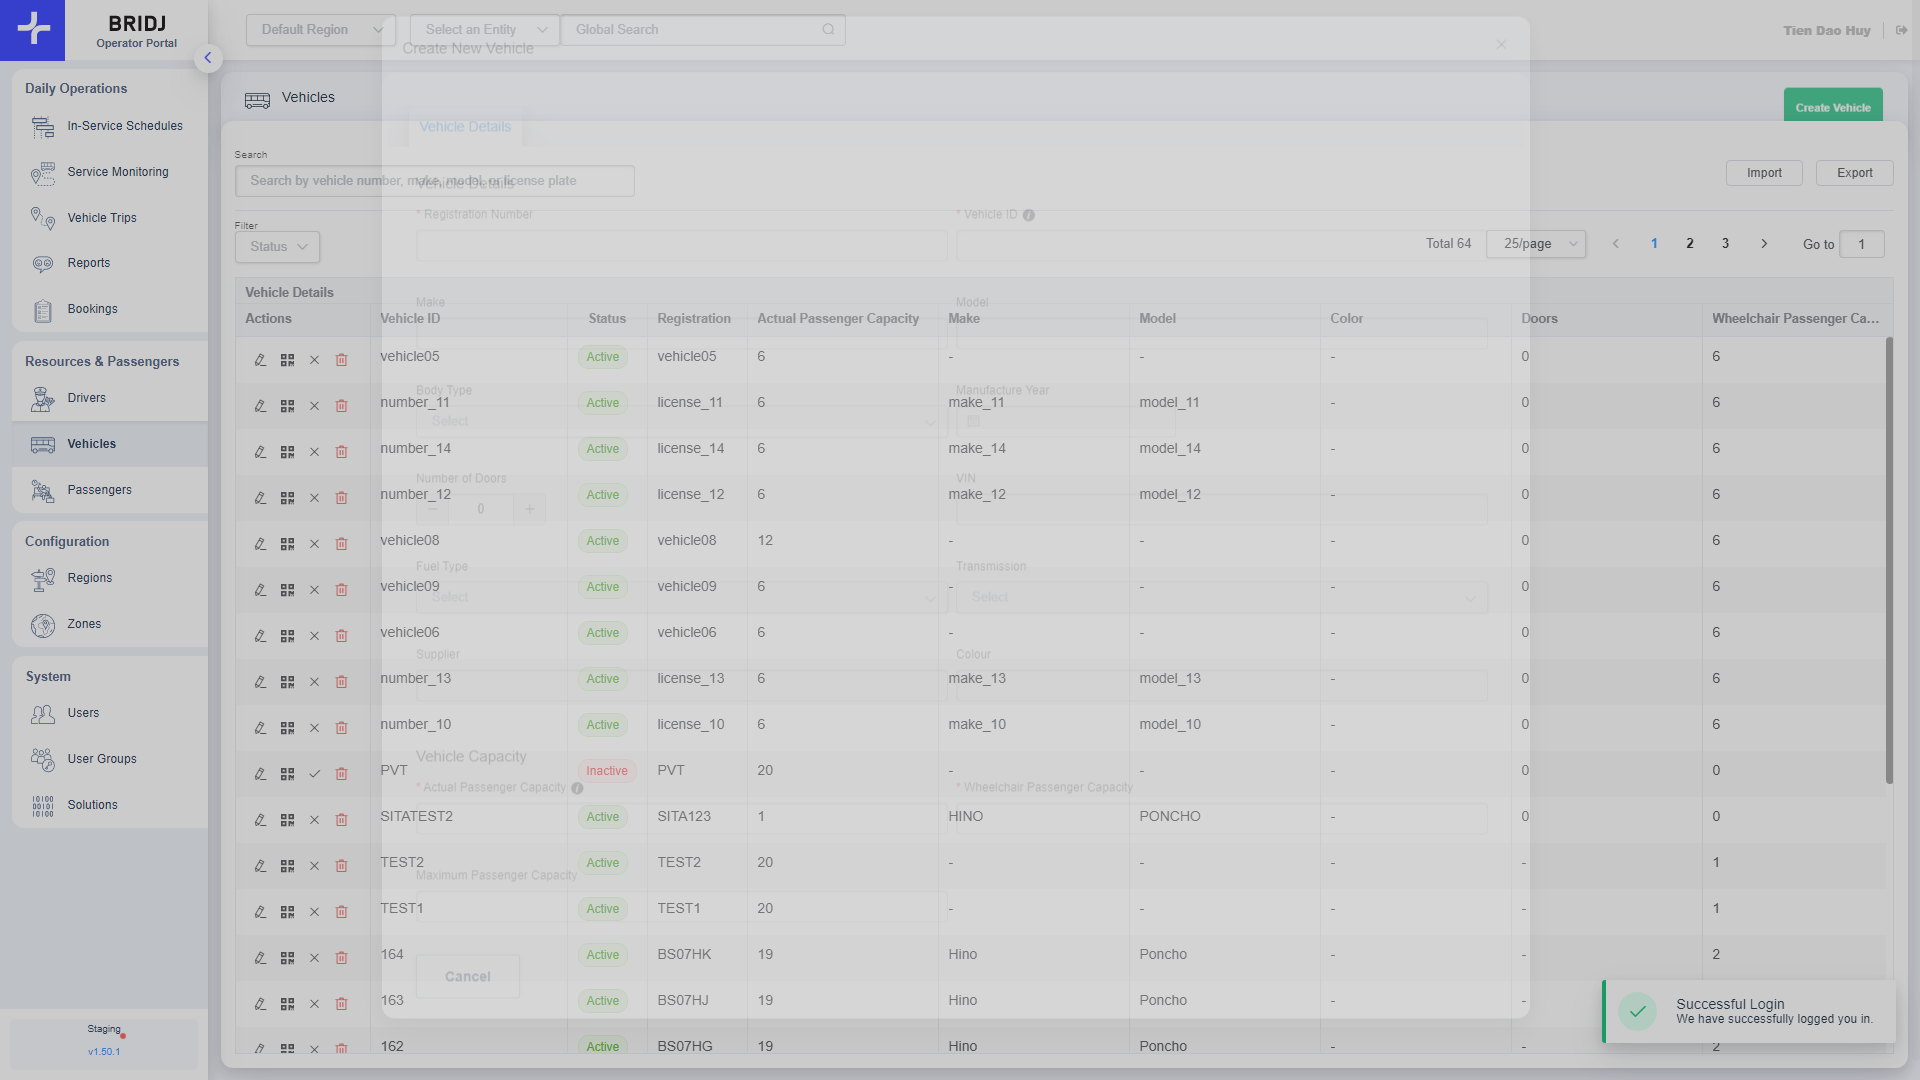 BRIDJ
Operator Portal
Default Region
Select an Entity
Global Search
Tien Dao Huy
Create New Vehicle
Daily Operations
In-Service Schedules
Service Monitoring
Vehicle Trips
Reports
Bookings
Resources & Passengers
Drivers
Vehicles
Passengers
Configuration
Regions
Zones
System
Users
User Groups
Solutions
Staging
v1.50.1
Vehicles
Create Vehicle
Vehicle Details
Search
Search by vehicle number, make, model, or license plate
Vehicle Details
Import
Export
* Registration Number
* Vehicle ID
Filter
Status
Total 64
25/page
1
2
3
Go to
1
Vehicle Details
Make
Model
Actions Vehicle ID Status Registration Actual Passenger Capacity Make Model Color Doors Wheelchair Passenger Ca...
vehicle05 Active vehicle05 6 - - - 0 6
Body Type
Manufacture Year
number_11 Active license_11 6 make_11 model_11 - 0 6
Select
number_14 Active license_14 6 make_14 model_14 - 0 6
Number of Doors
VIN
number_12 Active license_12 6 make_12 model_12 - 0 6
0
vehicle08 Active vehicle08 12 - - - 0 6
Fuel Type
Transmission
vehicle09 Active vehicle09 6 - - - 0 6
Select
Select
vehicle06 Active vehicle06 6 - - - 0 6
Supplier
Colour
number_13 Active license_13 6 make_13 model_13 - 0 6
number_10 Active license_10 6 make_10 model_10 - 0 6
Vehicle Capacity
PVT Inactive PVT 20 - - - 0 0
* Actual Passenger Capacity
* Wheelchair Passenger Capacity
SITATEST2 Active SITA123 1 HINO PONCHO - 0 0
TEST2 Active TEST2 20 - - - - 1
Maximum Passenger Capacity
TEST1 Active TEST1 20 - - - - 1
164 Active BS07HK 19 Hino Poncho - - 2
Cancel
163 Active BS07HJ 19 Hino Poncho - -
162 Active BS07HG 19 Hino Poncho - - 2
Successful Login
We have successfully logged you in.